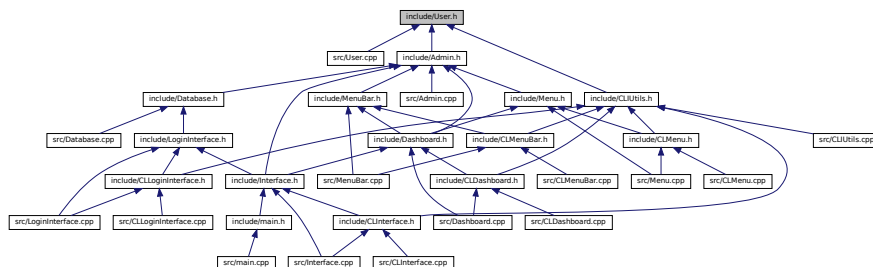 include/User.h
src/User.cpp
include/Admin.h
include/Database.h
include/MenuBar.h
src/Admin.cpp
include/Menu.h
include/CLIUtils.h
src/Database.cpp
include/LoginInterface.h
include/Dashboard.h
include/CLMenuBar.h
include/CLMenu.h
src/CLIUtils.cpp
include/CLLoginInterface.h
include/Interface.h
src/MenuBar.cpp
include/CLDashboard.h
src/CLMenuBar.cpp
src/Menu.cpp
src/CLMenu.cpp
src/LoginInterface.cpp
src/CLLoginInterface.cpp
include/main.h
include/CLInterface.h
src/Dashboard.cpp
src/CLDashboard.cpp
src/main.cpp
src/Interface.cpp
src/CLInterface.cpp